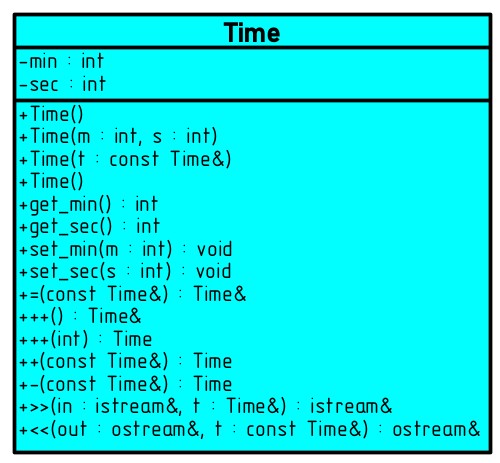 Time
-min : int
-sec : int
+Time()
+Time(m : int, s : int)
+Time(t : const Time&)
+Time()
+get_min() : int
+get_sec() : int
+set_min(m : int) : void
+set_sec(s : int) : void
+=(const Time&) : Time&
+++() : Time&
+++(int) : Time
++(const Time&) : Time
+-(const Time&) : Time
+>>(in : istream&, t : Time&) : istream&
+<<(out : ostream&, t : const Time&) : ostream&